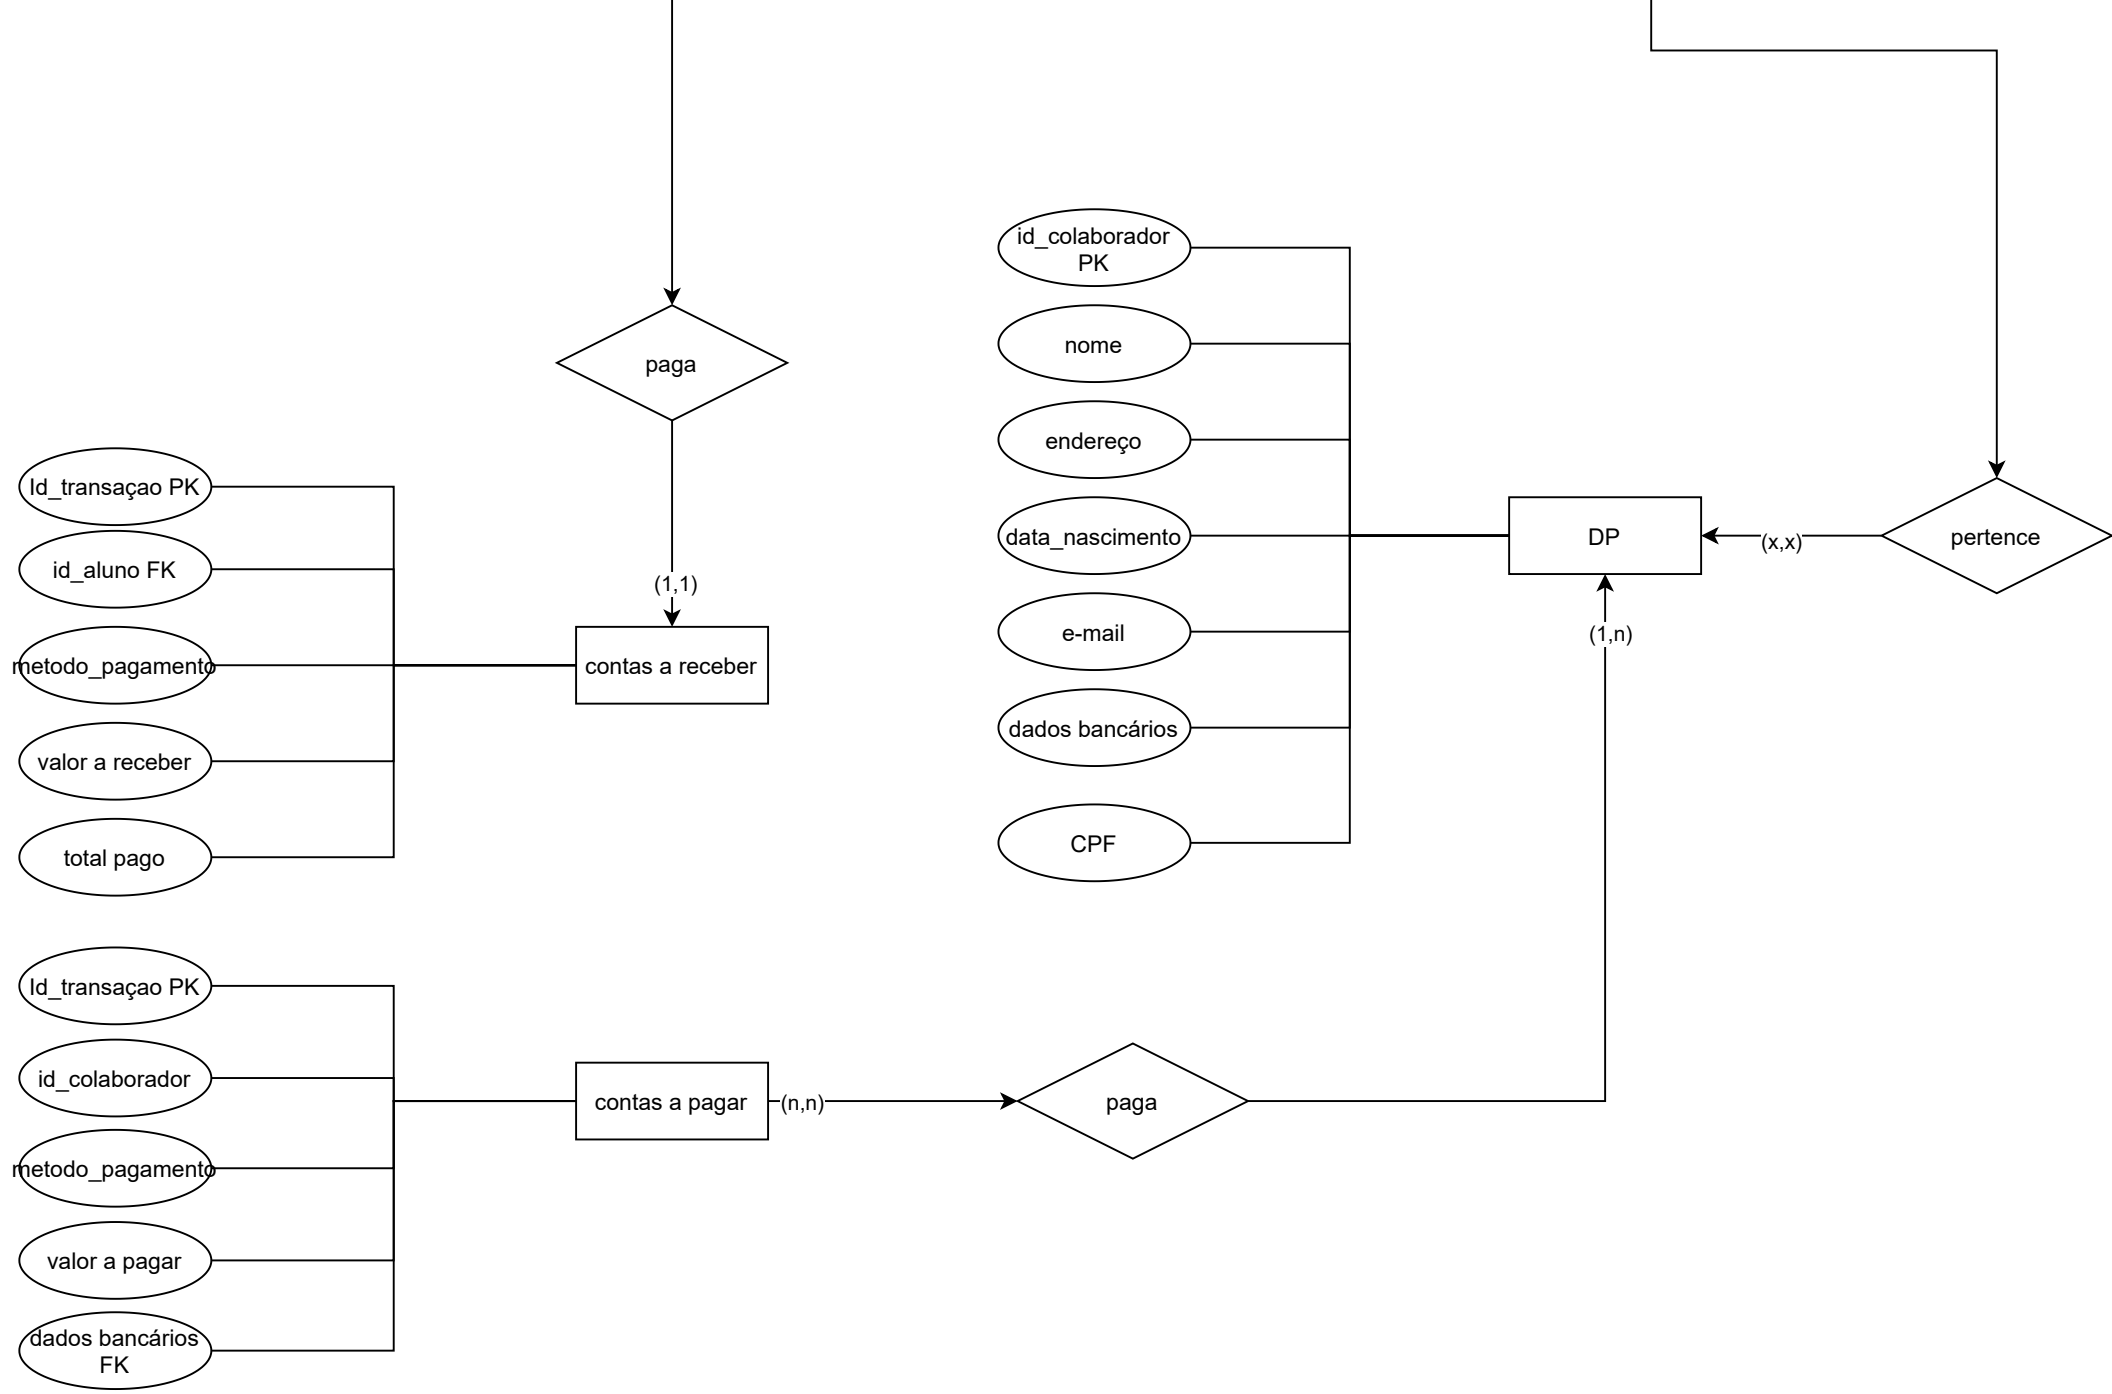 id_colaborador
PK
nome
paga
endereço
Id_transaçao PK
data_nascimento
DP
(x,x)
pertence
id_aluno FK
(1,1)
e-mail
(1,n)
metodo_pagamento
contas a receber
dados bancários
valor a receber
CPF
total pago
Id_transaçao PK
id_colaborador
contas a pagar
(n,n)
paga
metodo_pagamento
valor a pagar
dados bancários
FK